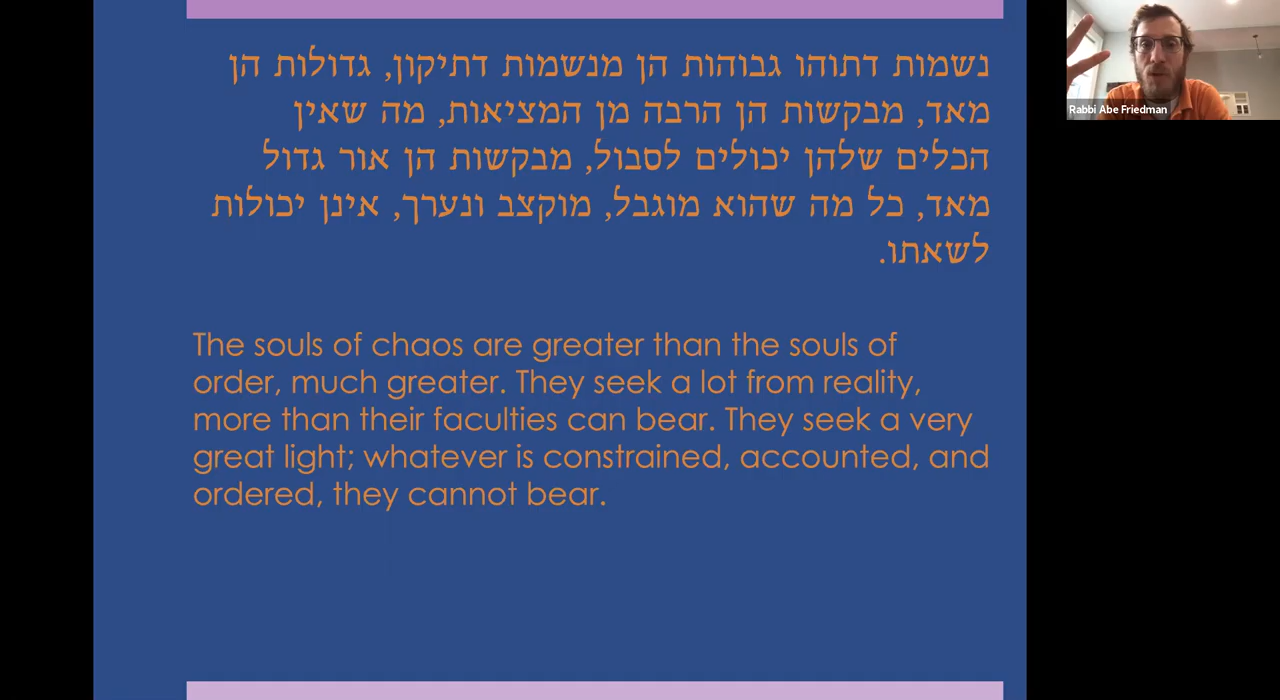 נשמות דתוהו גבוהות הן מנשמות דתיקון, גדולות הן
מאד, מבקשות הן הרבה מן המציאות, מה שאין
הכלים שלהן יכולים לסבול, מבקשות הן אור גדול
מאד, כל מה שהוא מוגבל, מוקצב ונערך, אינן יכולות
לשאתו.
The souls of chaos are greater than the souls of
order, much greater. They seek a lot from reality,
more than their faculties can bear. They seek a very
great light; whatever is constrained, accounted, and
ordered, they cannot bear.
Rabbi Abe Friedman